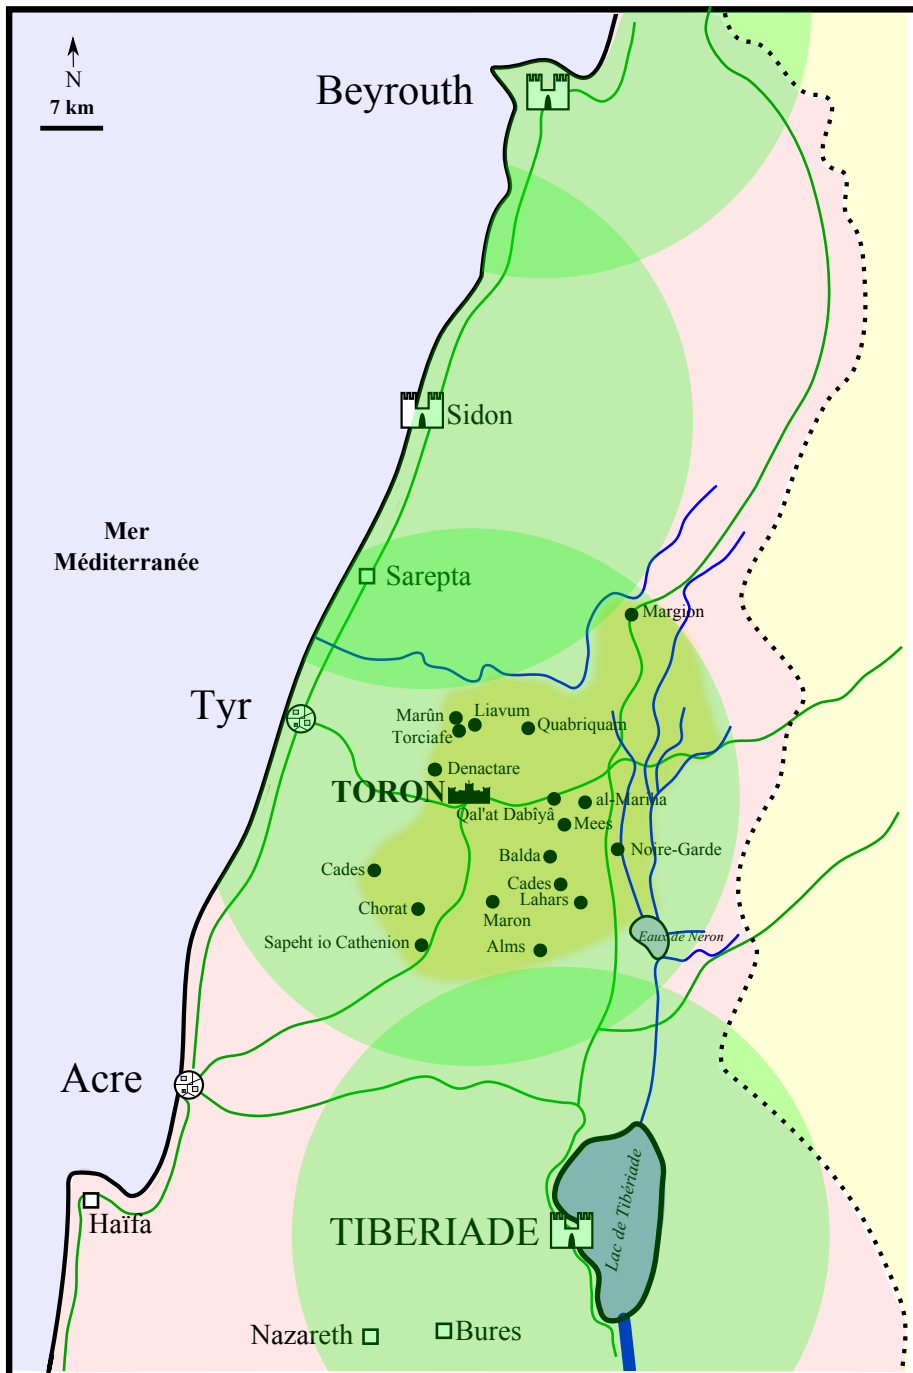 N
7 km
Beyrouth
Sidon
Mer
Méditerranée
Sarepta
Margion
Tyr
Marûn
Liavum
Torciafe
Quabriquam
Denactare
TORON
Qal'at Dabîyâ
al-Mariha
Mees
Noire-Garde
Balda
Cades
Cades
Lahars
Chorat
Maron
Sapeht io Cathenion
Alms
Eaux de Néron
Acre
Lac de Tibériade
Haïfa
TIBERIADE
Nazareth
Bures